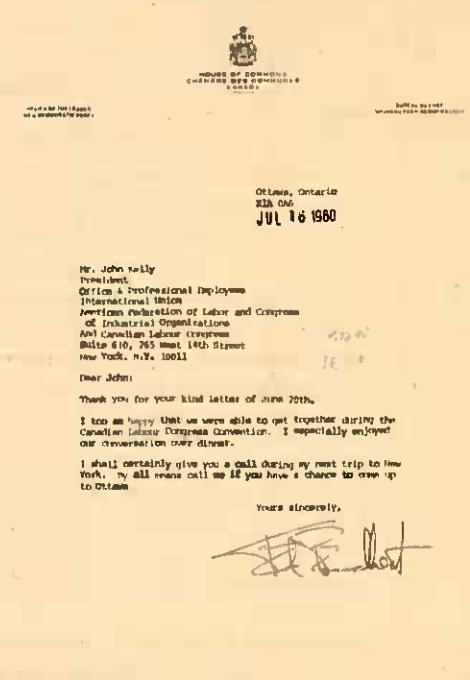 HOUSE OF COMMONS
CHAMBRE DES COMMUNES
CANADA
Ottawa, Ontario
K1A 0A6
JUL 16 1980
Mr. John Kelly
President
Office & Professional Employees
International Union
American Federation of Labor and Congress
of Industrial Organizations
And Canadian Labour Congress
Suite 610, 265 West 14th Street
New York, N.Y. 10011
Dear John:
Thank you for your kind letter of June 20th.
I too am happy that we were able to get together during the
Canadian Labour Congress Convention. I especially enjoyed
our conversation over dinner.
I shall certainly give you a call during my next trip to New
York. By all means call me if you have a chance to come up
to Ottawa
Yours sincerely,